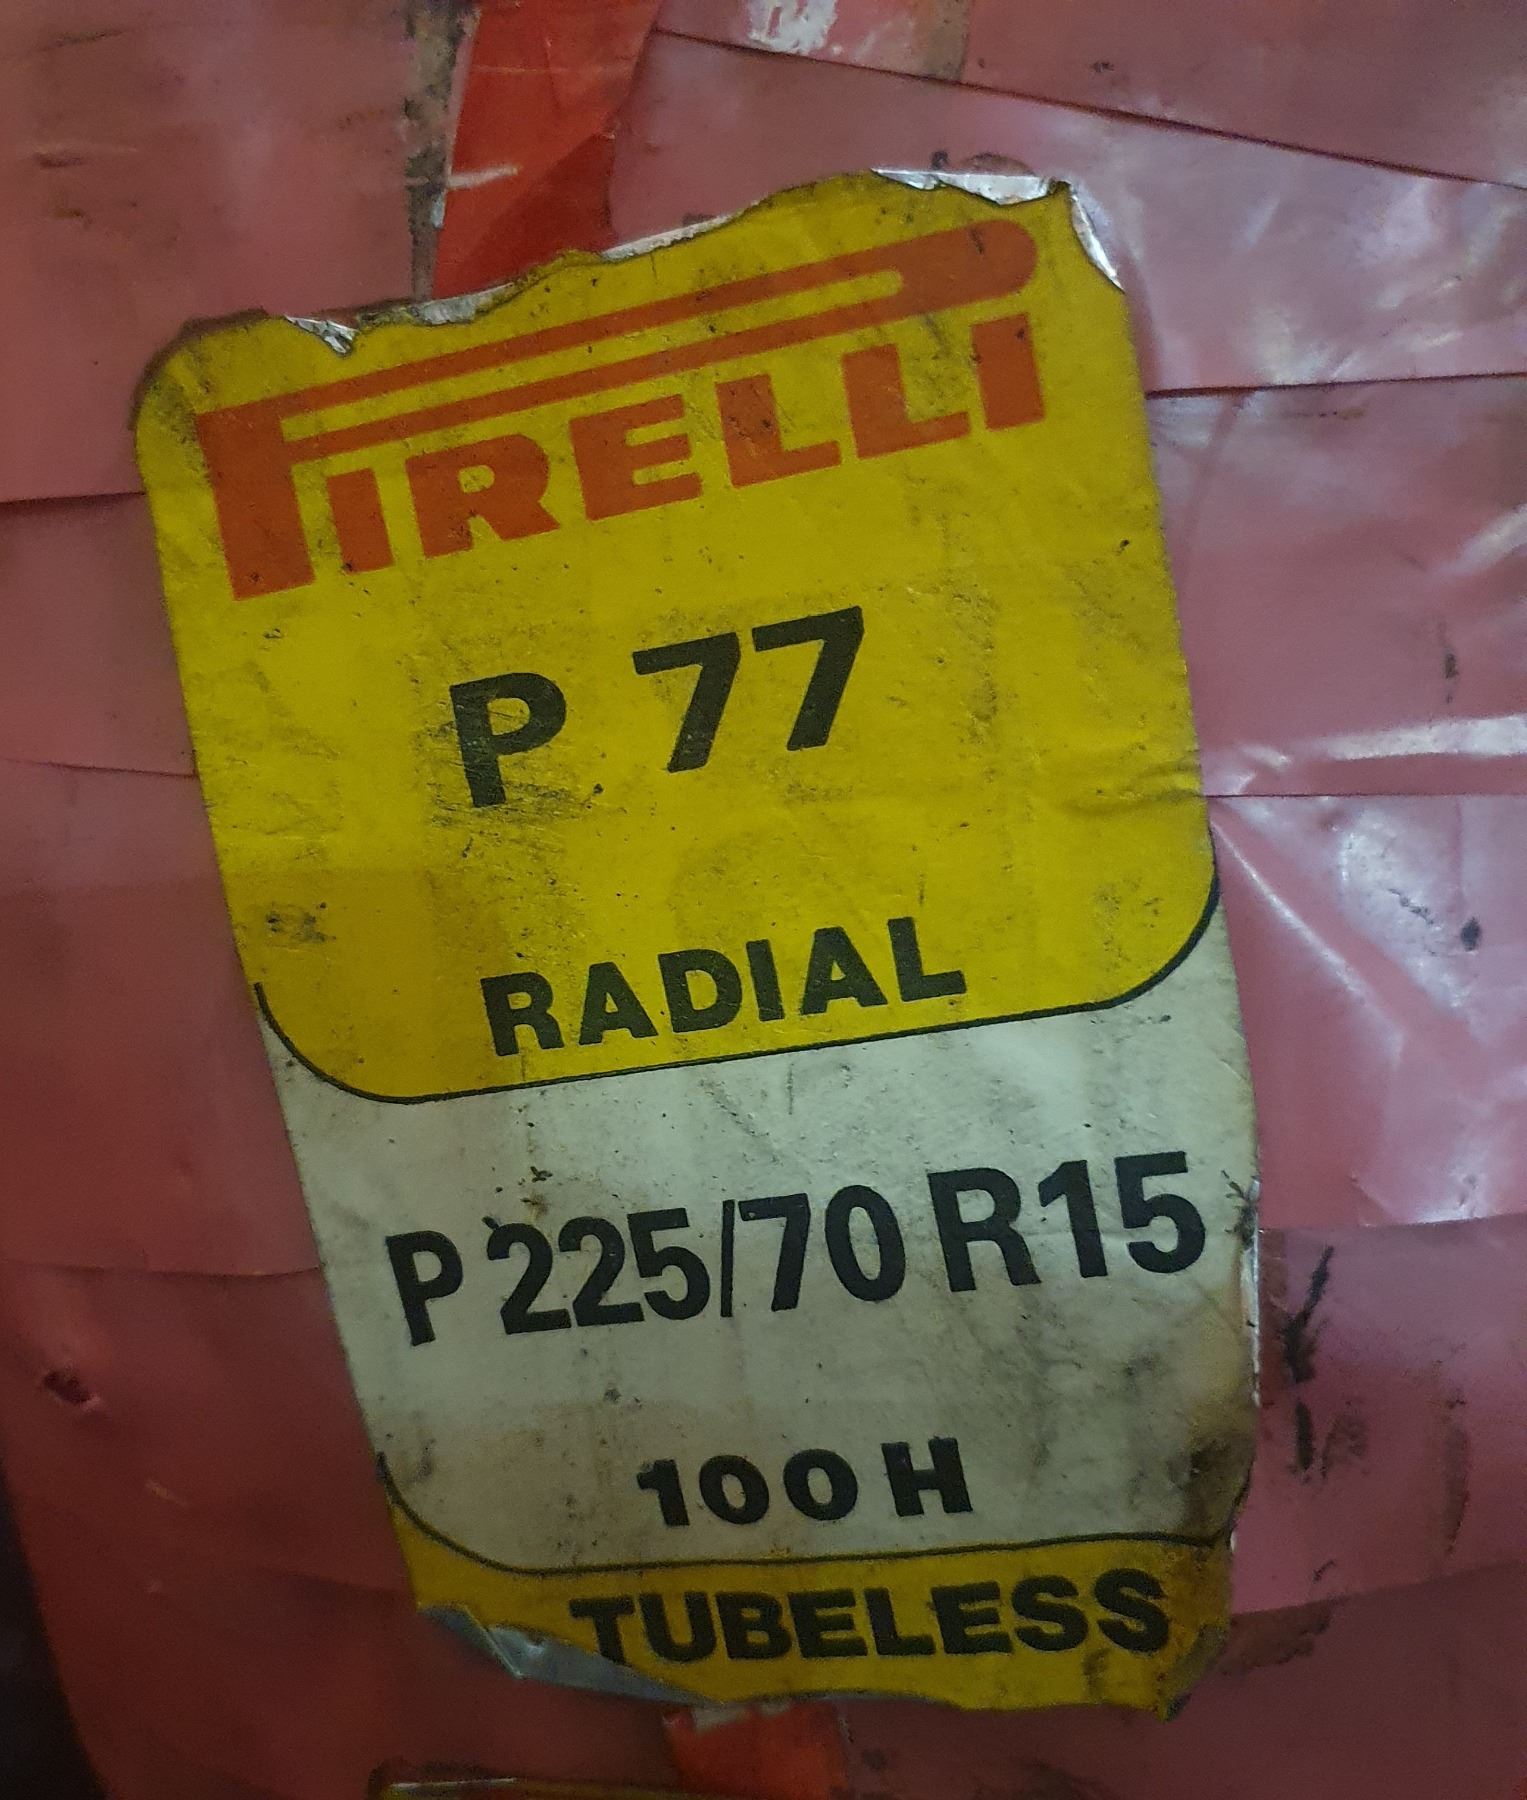 PIRELLI
P 77
RADIAL
P 225/70 R15
100 H
TUBELESS